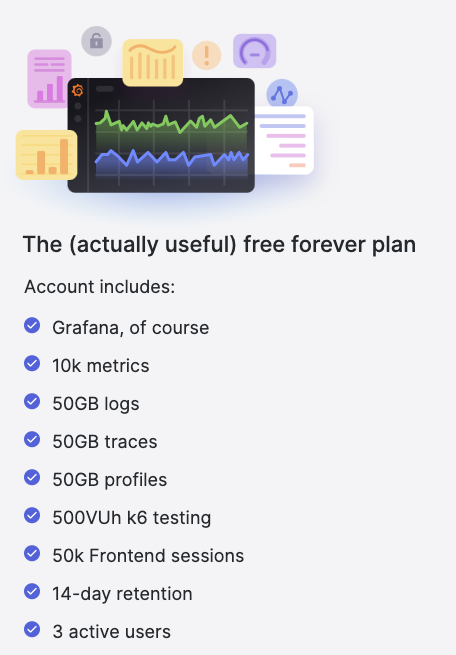 The (actually useful) free forever plan
Account includes:
Grafana, of course
10k metrics
50GB logs
50GB traces
50GB profiles
500VUh k6 testing
50k Frontend sessions
14-day retention
3 active users